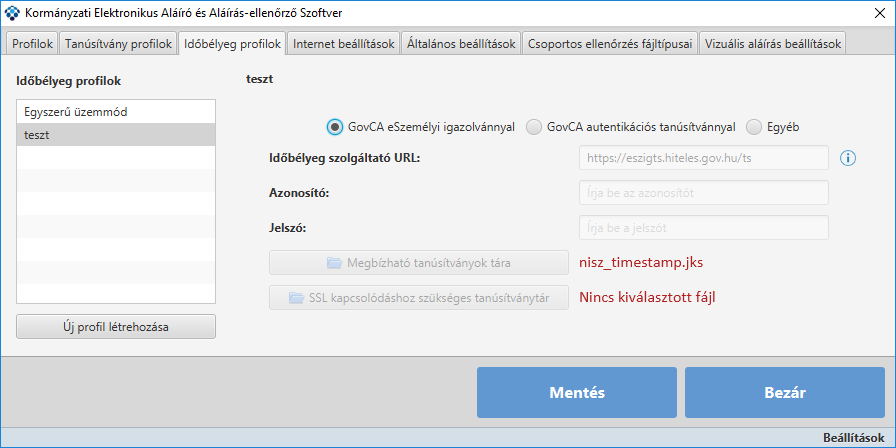 Kormányzati Elektronikus Aláíró és Aláírás-ellenőrző Szoftver
Profilok Tanúsítvány profilok Időbélyeg profilok Internet beállítások Általános beállítások Csoportos ellenőrzés fájltípusai Vizuális aláírás beállítások
Időbélyeg profilok
teszt
Egyszerű üzemmód
teszt
GovCA eSzemélyi igazolvánnyal GovCA autentikációs tanúsítvánnyal Egyéb
Időbélyeg szolgáltató URL: https://eszigts.hiteles.gov.hu/ts
Azonosító: Írja be az azonosítót
Jelszó: Írja be a jelszót
Megbízható tanúsítványok tára nisz_timestamp.jks
SSL kapcsolódáshoz szükséges tanúsítványtár Nincs kiválasztott fájl
Új profil létrehozása
Mentés Bezár
Beállítások